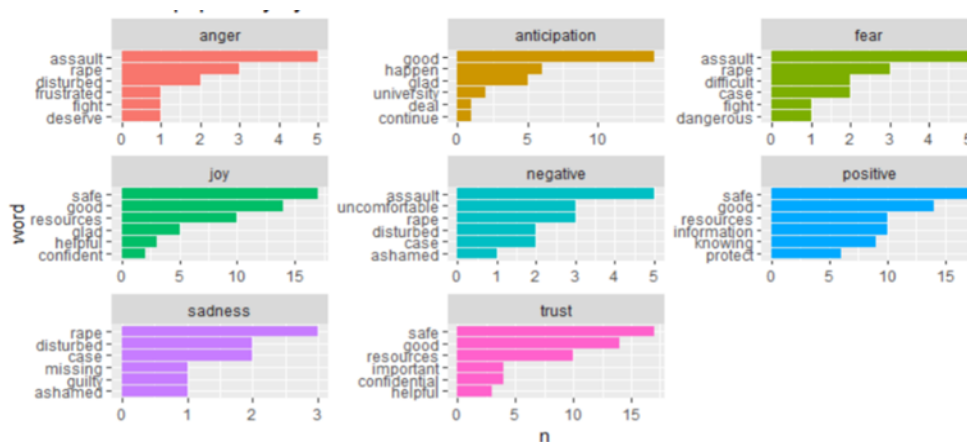 anger
assault
rape
disturbed
frustrated
fight
deserve
0 1 2 3 4 5
anticipation
good
happen
glad
university
deal
continue
0 5 10
fear
assault
rape
difficult
case
fight
dangerous
0 1 2 3 4 5
word
joy
safe
good
resources
glad
helpful
confident
0 5 10 15
negative
assault
uncomfortable
rape
disturbed
case
ashamed
0 1 2 3 4 5
positive
safe
good
resources
information
knowing
protect
0 5 10 15
sadness
rape
disturbed
case
missing
guilty
ashamed
0 1 2 3
trust
safe
good
resources
important
confidential
helpful
0 5 10 15
n